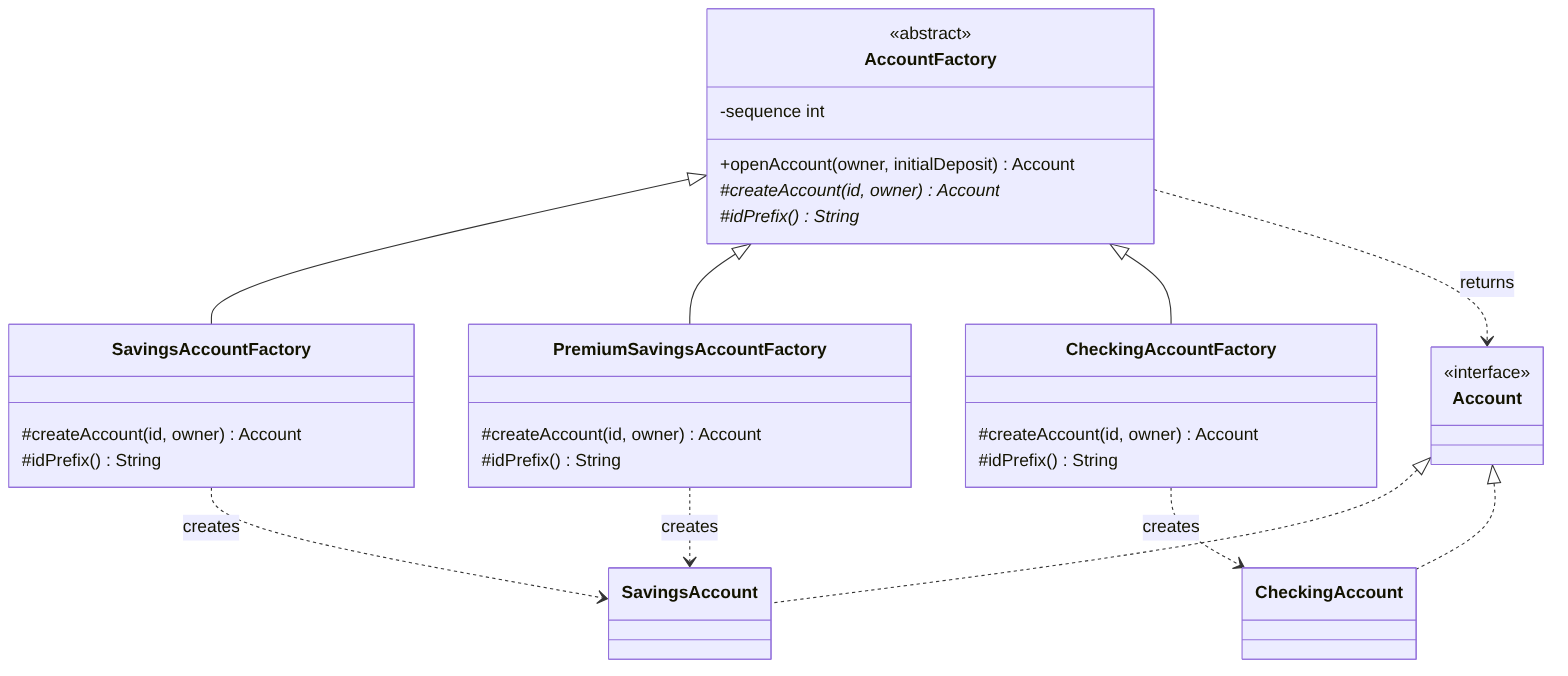 «abstract»
AccountFactory
-sequence int
+openAccount(owner, initialDeposit) : Account
#createAccount(id, owner) : Account
#idPrefix() : String
returns
SavingsAccountFactory
#createAccount(id, owner) : Account
#idPrefix() : String
PremiumSavingsAccountFactory
#createAccount(id, owner) : Account
#idPrefix() : String
CheckingAccountFactory
#createAccount(id, owner) : Account
#idPrefix() : String
«interface»
Account
creates
creates
creates
SavingsAccount
CheckingAccount